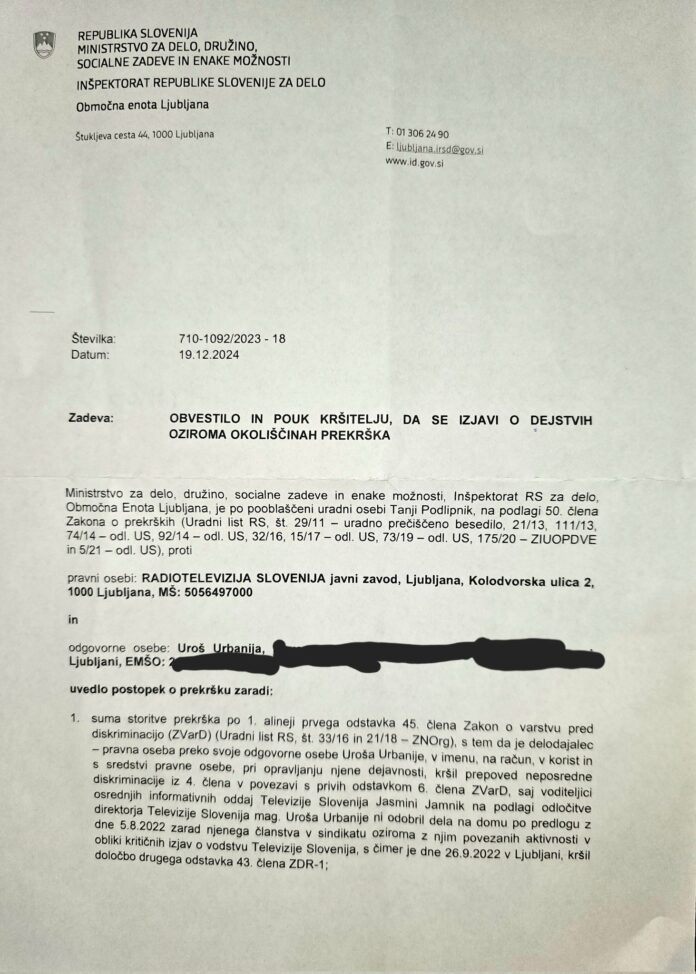 REPUBLIKA SLOVENIJA
MINISTRSTVO ZA DELO, DRUŽINO,
SOCIALNE ZADEVE IN ENAKE MOŽNOSTI
INŠPEKTORAT REPUBLIKE SLOVENIJE ZA DELO
Območna enota Ljubljana
Štukljeva cesta 44, 1000 Ljubljana
T: 01 306 24 90
E: ljubljana.irsd@gov.si
www.id.gov.si
Številka: 710-1092/2023 - 18
Datum: 19.12.2024
Zadeva: OBVESTILO IN POUK KRŠITELJU, DA SE IZJAVI O DEJSTVIH
OZIROMA OKOLIŠČINAH PREKRŠKA
Ministrstvo za delo, družino, socialne zadeve in enake možnosti, Inšpektorat RS za delo,
Območna Enota Ljubljana, je po pooblaščeni uradni osebi Tanji Podlipnik, na podlagi 50. člena
Zakona o prekrških (Uradni list RS, št. 29/11 – uradno prečiščeno besedilo, 21/13, 111/13,
74/14 – odl. US, 92/14 – odl. US, 32/16, 15/17 – odl. US, 73/19 – odl. US, 175/20 – ZIUOPDVE
in 5/21 – odl. US), proti
pravni osebi: RADIOTELEVIZIJA SLOVENIJA javni zavod, Ljubljana, Kolodvorska ulica 2,
1000 Ljubljana, MŠ: 5056497000
in
odgovorne osebe: Uroš Urbanija,
Ljubljani, EMŠO: 2
uvedlo postopek o prekršku zaradi:
1. suma storitve prekrška po 1. alineji prvega odstavka 45. člena Zakon o varstvu pred
diskriminacijo (ZVarD) (Uradni list RS, št. 33/16 in 21/18 – ZNOrg), s tem da je delodajalec
– pravna oseba preko svoje odgovorne osebe Uroša Urbanije, v imenu, na račun, v korist in
s sredstvi pravne osebe, pri opravljanju njene dejavnosti, kršil prepoved neposredne
diskriminacije iz 4. člena v povezavi s privih odstavkom 6. člena ZVarD, saj voditeljici
osrednjih informativnih oddaj Televizije Slovenija Jasmini Jamnik na podlagi odločitve
direktorja Televizije Slovenija mag. Uroša Urbanije ni odobril dela na domu po predlogu z
dne 5.8.2022 zarad njenega članstva v sindikatu oziroma z njim povezanih aktivnosti v
obliki kritičnih izjav o vodstvu Televizije Slovenija, s čimer je dne 26.9.2022 v Ljubljani, kršil
določbo drugega odstavka 43. člena ZDR-1;